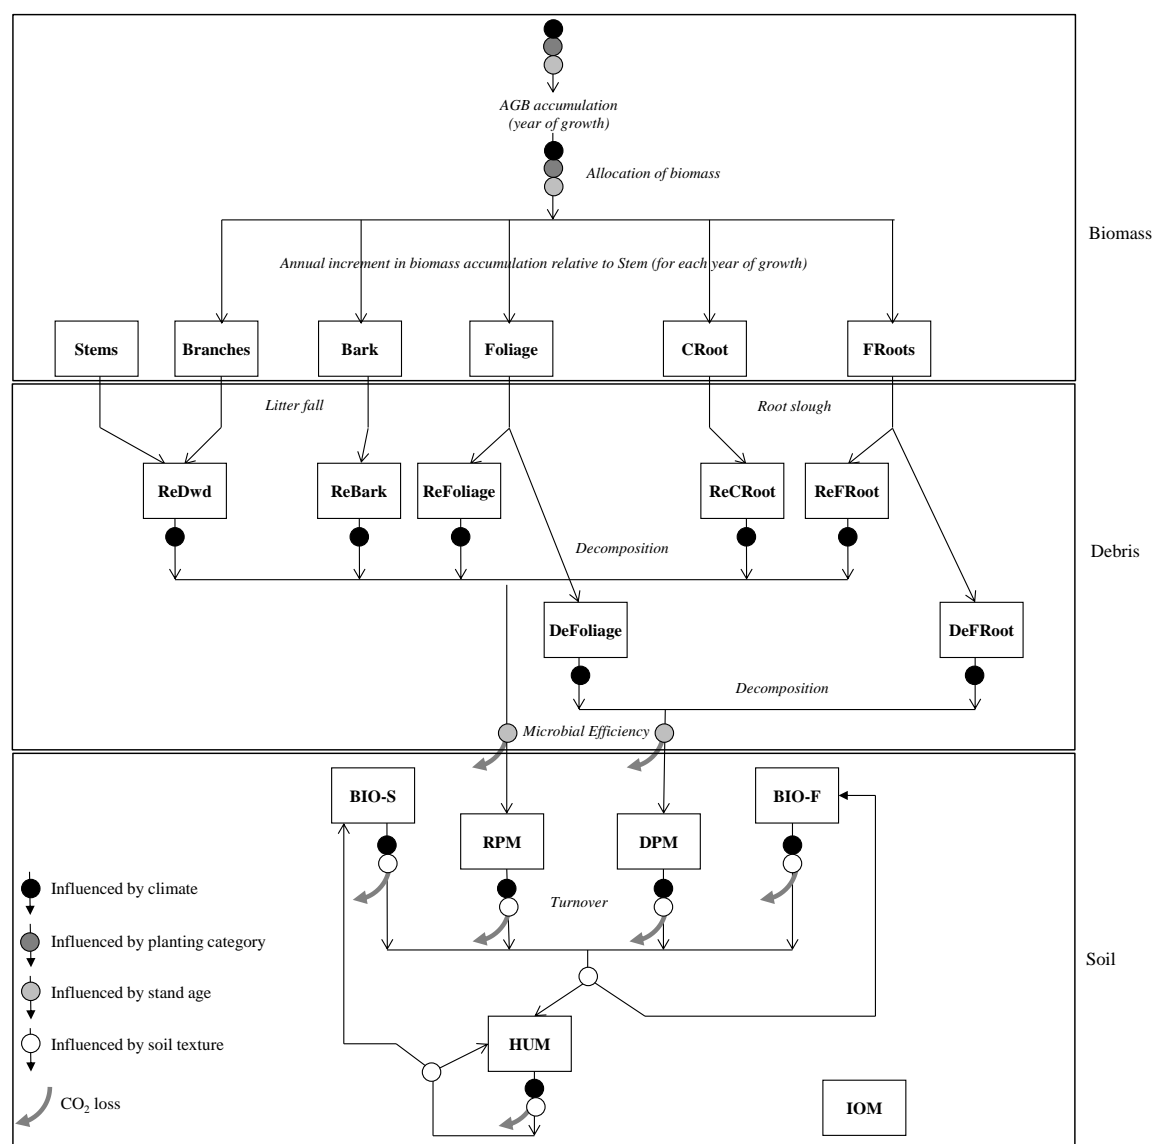 AGB accumulation
(year of growth)
Allocation of biomass
Biomass
Annual increment in biomass accumulation relative to Stem (for each year of growth)
Stems
Branches
Bark
Foliage
CRoot
FRoots
Litter fall
Root slough
ReDwd
ReBark
ReFoliage
ReCRoot
ReFRoot
Decomposition
Debris
DeFoliage
DeFRoot
Decomposition
Microbial Efficiency
BIO-S
BIO-F
RPM
DPM
Influenced by climate
Turnover
Influenced by planting category
Soil
Influenced by stand age
Influenced by soil texture
HUM
CO2 loss
IOM